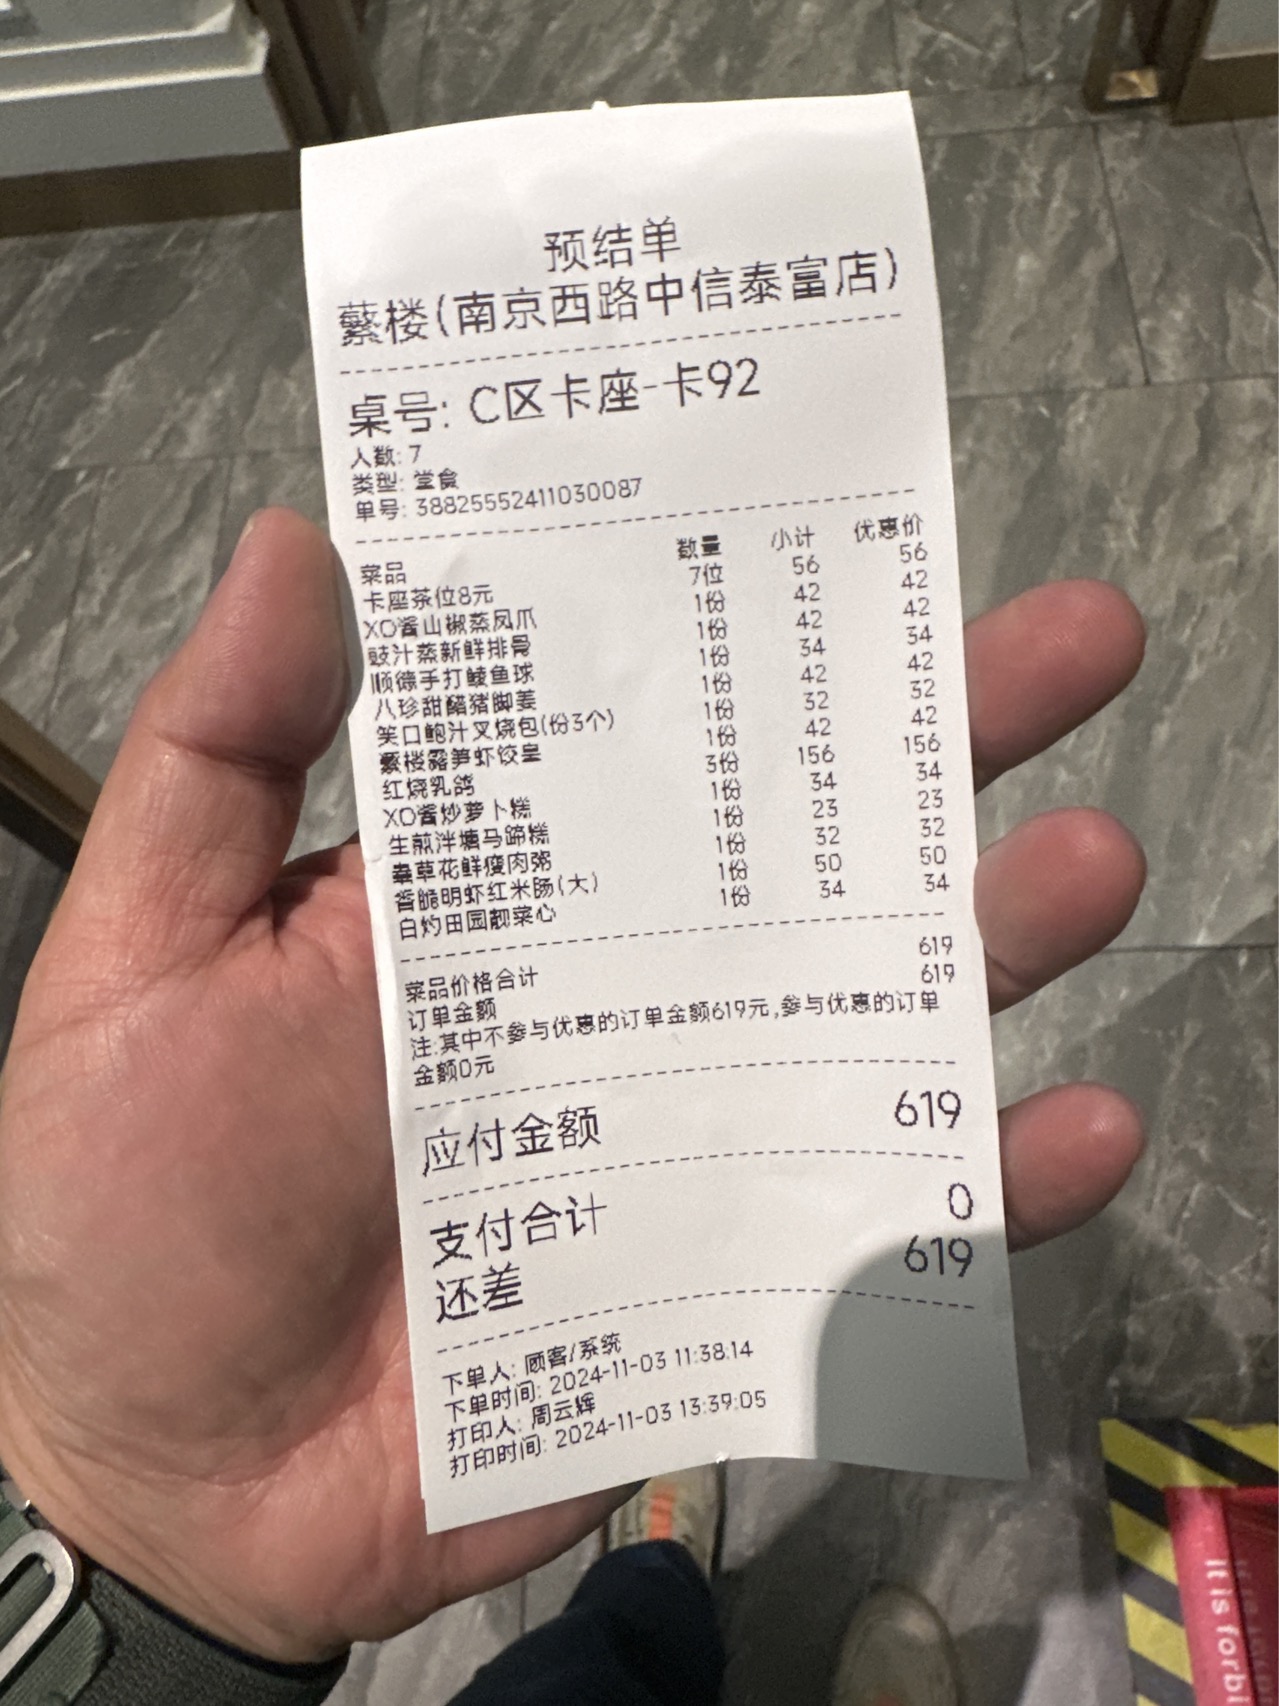 预结单
蘩楼(南京西路中信泰富店)
桌号: C区卡座-卡92
人数: 7
类型: 堂食
单号: 38825552411030087
菜品 数量 小计 优惠价
卡座茶位8元 7位 56 56
XO酱山椒蒸凤爪 1份 42 42
豉汁蒸新鲜排骨 1份 42 42
顺德手打鲮鱼球 1份 34 34
八珍甜醋猪脚姜 1份 42 42
笑口鲍汁叉烧包(份3个) 1份 32 32
蘩楼露笋虾饺皇 1份 42 42
红烧乳鸽 3份 156 156
XO酱炒萝卜糕 1份 34 34
生煎泮塘马蹄糕 1份 23 23
蟲草花鲜瘦肉粥 1份 32 32
香脆明虾红米肠(大) 1份 50 50
白灼田园靓菜心 1份 34 34
菜品价格合计 619
订单金额 619
注:其中不参与优惠的订单金额619元,参与优惠的订单
金额0元
应付金额 619
支付合计 0
还差 619
下单人: 顾客/系统
下单时间: 2024-11-03 11:38:14
打印人: 周云辉
打印时间: 2024-11-03 13:39:05
It is forbi